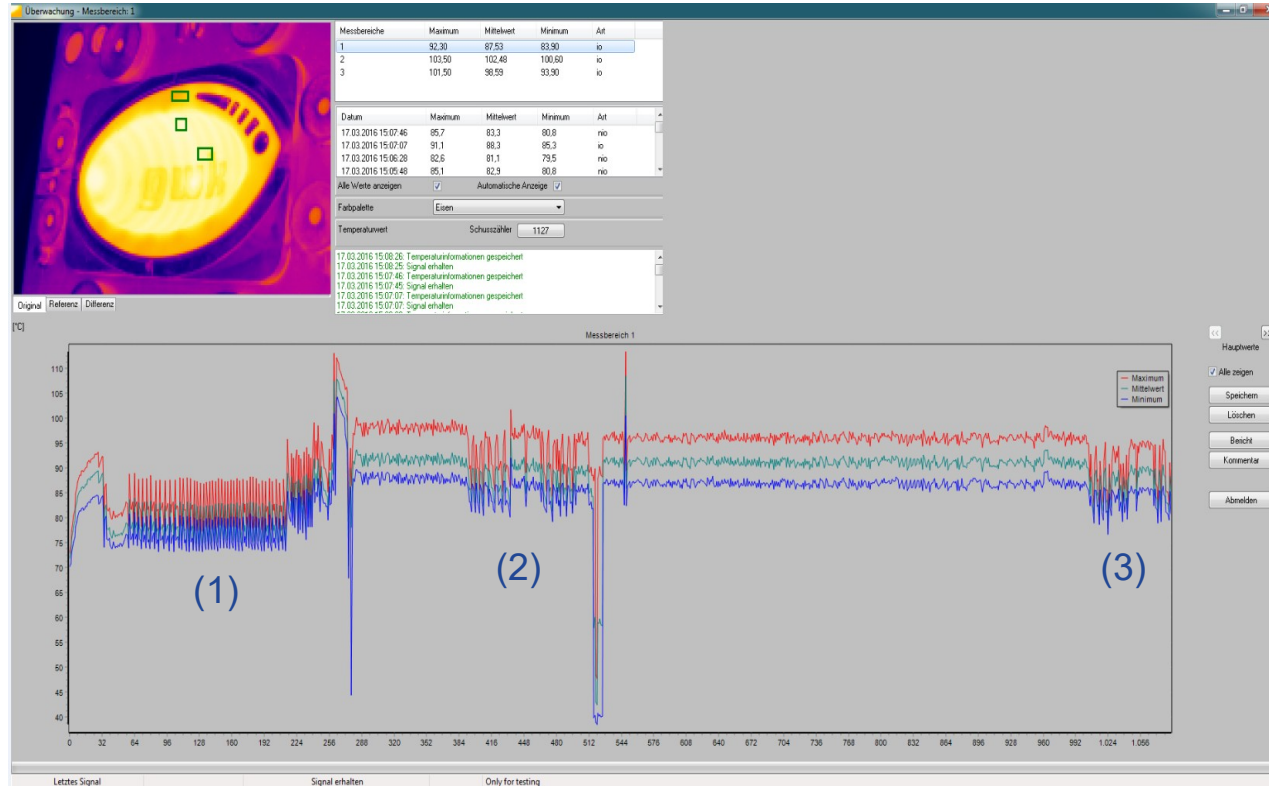 Überwachung - Messbereich: 1
Messbereiche Maximum Mittelwert Minimum Art
1 92,30 87,53 83,90 io
2 103,50 102,48 100,60 io
3 101,50 98,59 93,90 io
Datum Maximum Mittelwert Minimum Art
17.03.2016 15:07:46 85,7 83,3 80,8 nio
17.03.2016 15:07:07 91,1 88,3 85,3 io
17.03.2016 15:06:28 82,6 81,1 79,5 nio
17.03.2016 15:05:48 85,1 82,9 80,8 nio
Alle Werte anzeigen Automatische Anzeige
Farbpalette Eisen
Temperaturwert Schusszähler 1127
17.03.2016 15:08:26: Temperaturinformationen gespeichert
17.03.2016 15:08:25: Signal erhalten
17.03.2016 15:07:46: Temperaturinformationen gespeichert
17.03.2016 15:07:45: Signal erhalten
17.03.2016 15:07:07: Temperaturinformationen gespeichert
17.03.2016 15:07:07: Signal erhalten
gwk
Original Referenz Differenz
[°C]
Messbereich 1
<< >>
Hauptwerte
Alle zeigen
Speichern
Löschen
Bericht
Kommentar
Abmelden
Maximum
Mittelwert
Minimum
110
105
100
95
90
85
80
75
70
65
60
55
50
45
40
(1)
(2)
(3)
0 32 64 96 128 160 192 224 256 288 320 352 384 416 448 480 512 544 576 608 640 672 704 736 768 800 832 864 896 928 960 992 1.024 1.056
Letztes Signal Signal erhalten Only for testing